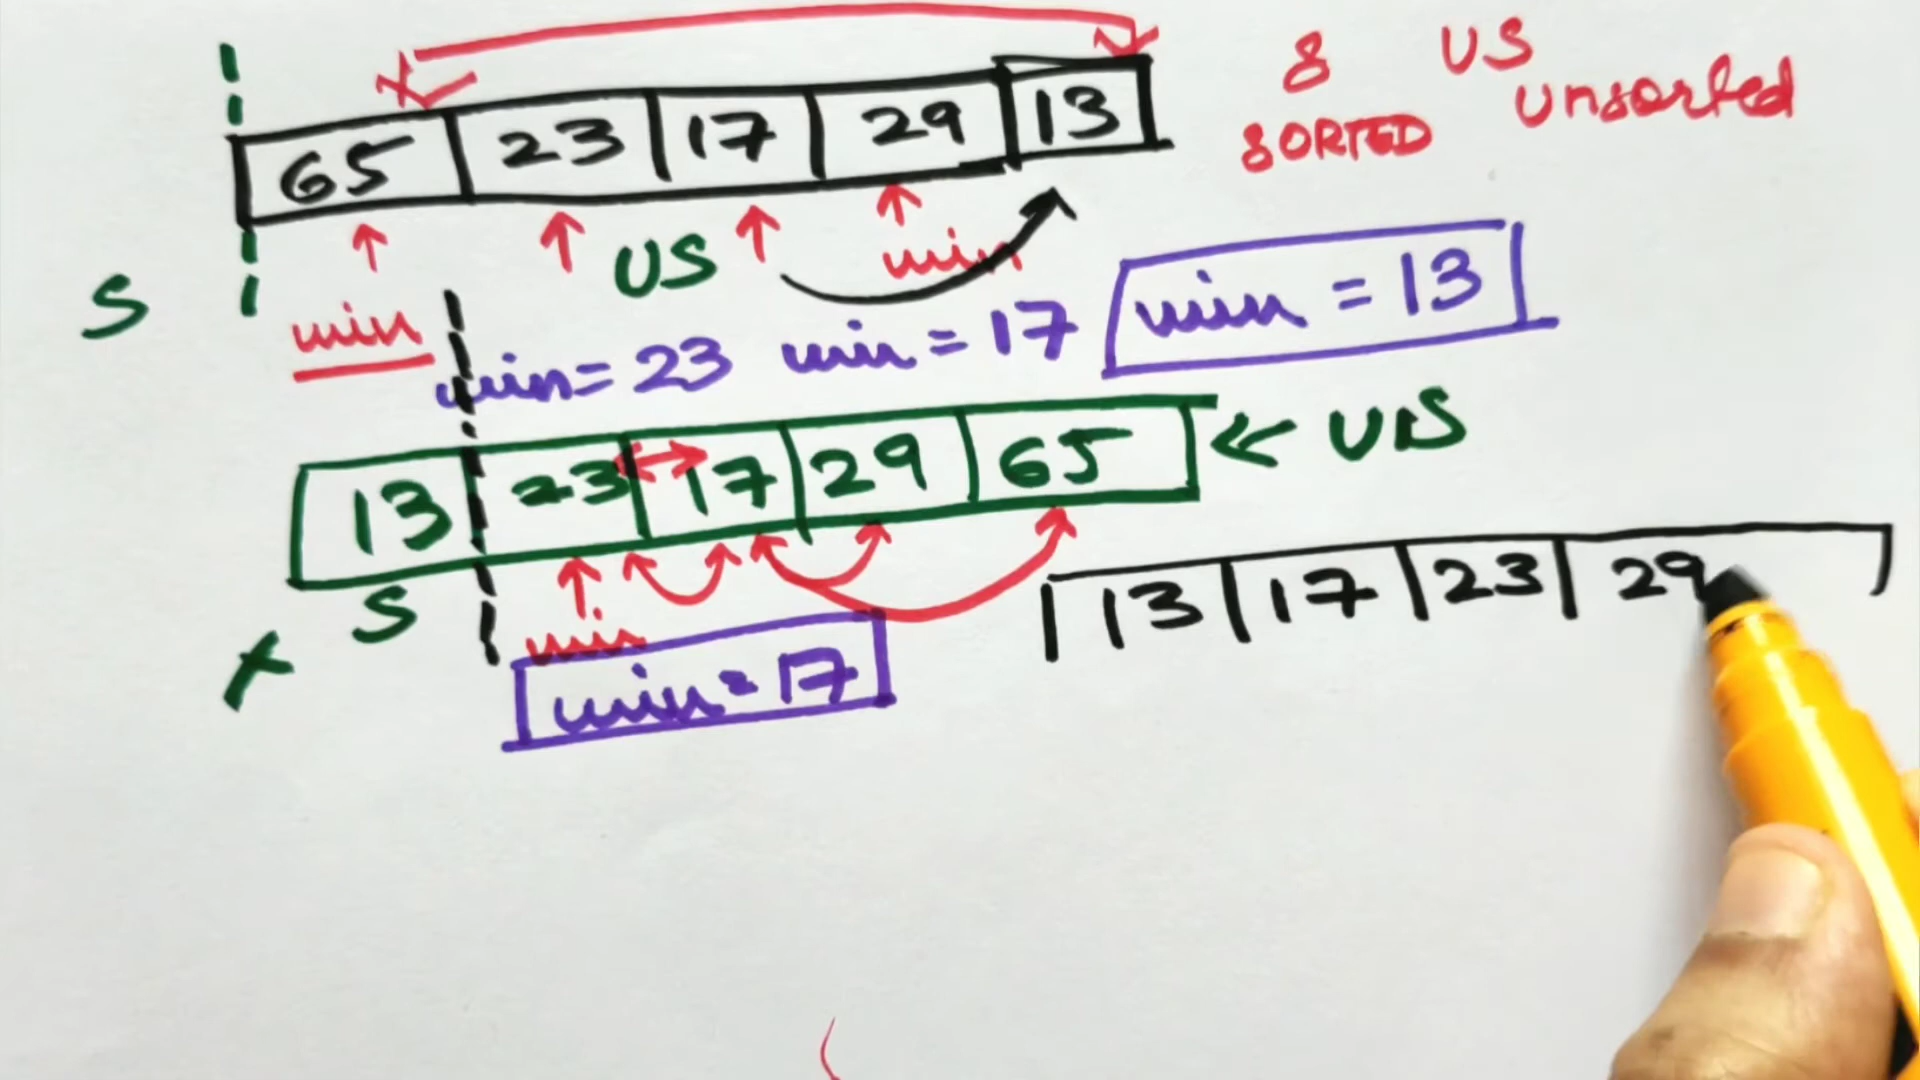 65 23 17 29 13
S US
SORTED unsorted
S US min
min
min = 23 min = 17 min = 13
13 23 17 29 65 US
S
min
min = 17
13 17 23 29